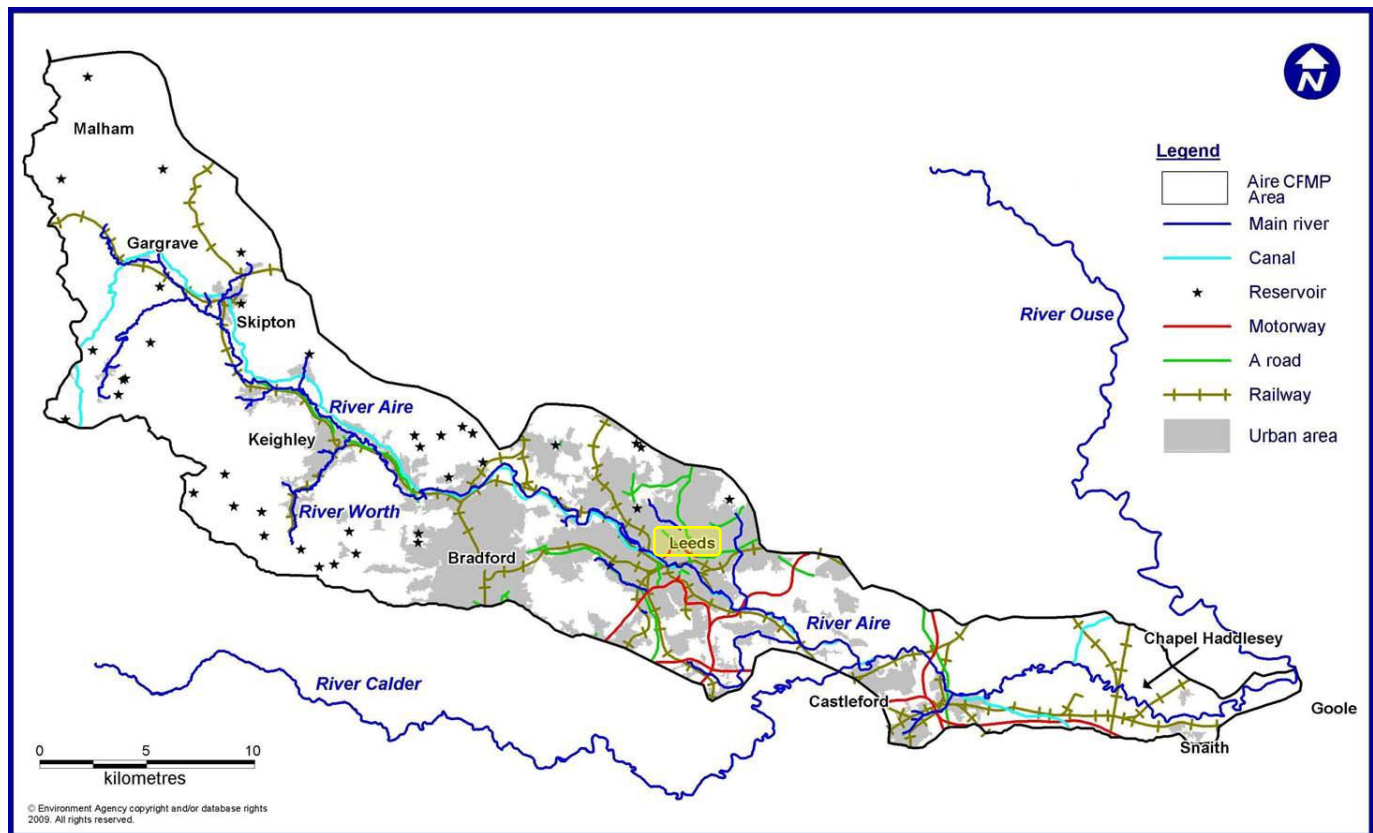 N
Malham
Legend
Aire CFMP
Area
Main river
Gargrave
Canal
Reservoir
River Ouse
Skipton
Motorway
A road
Railway
River Aire
Keighley
Urban area
River Worth
Leeds
Bradford
River Aire
Chapel Haddlesey
River Calder
Castleford
Goole
Snaith
0 5 10
kilometres
© Environment Agency copyright and/or database rights
2009. All rights reserved.